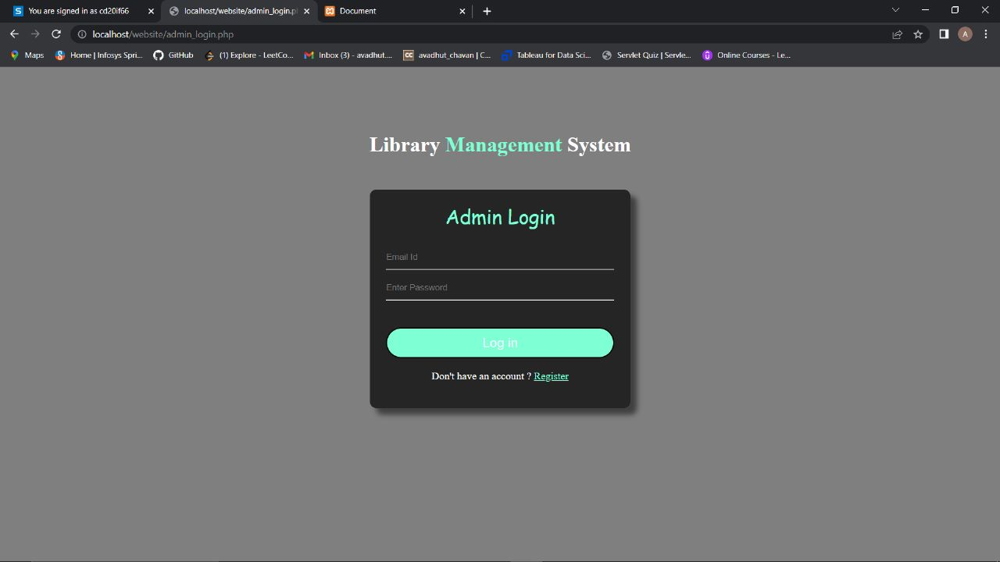 You are signed in as cd20if66
localhost/website/admin_login.p
Document
localhost/website/admin_login.php
A
Maps
Home | Infosys Spri...
GitHub
(1) Explore - LeetCo...
Inbox (3) - avadhut....
CC
avadhut_chavan | C...
Tableau for Data Sci...
Servlet Quiz | Servle...
Online Courses - Le...
Library Management System
Admin Login
Email Id
Enter Password
Log in
Don't have an account ? Register